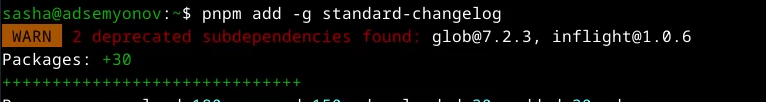 sasha@adsemyonov:~$ pnpm add -g standard-changelog
WARN 2 deprecated subdependencies found: glob@7.2.3, inflight@1.0.6
Packages: +30
++++++++++++++++++++++++++++++